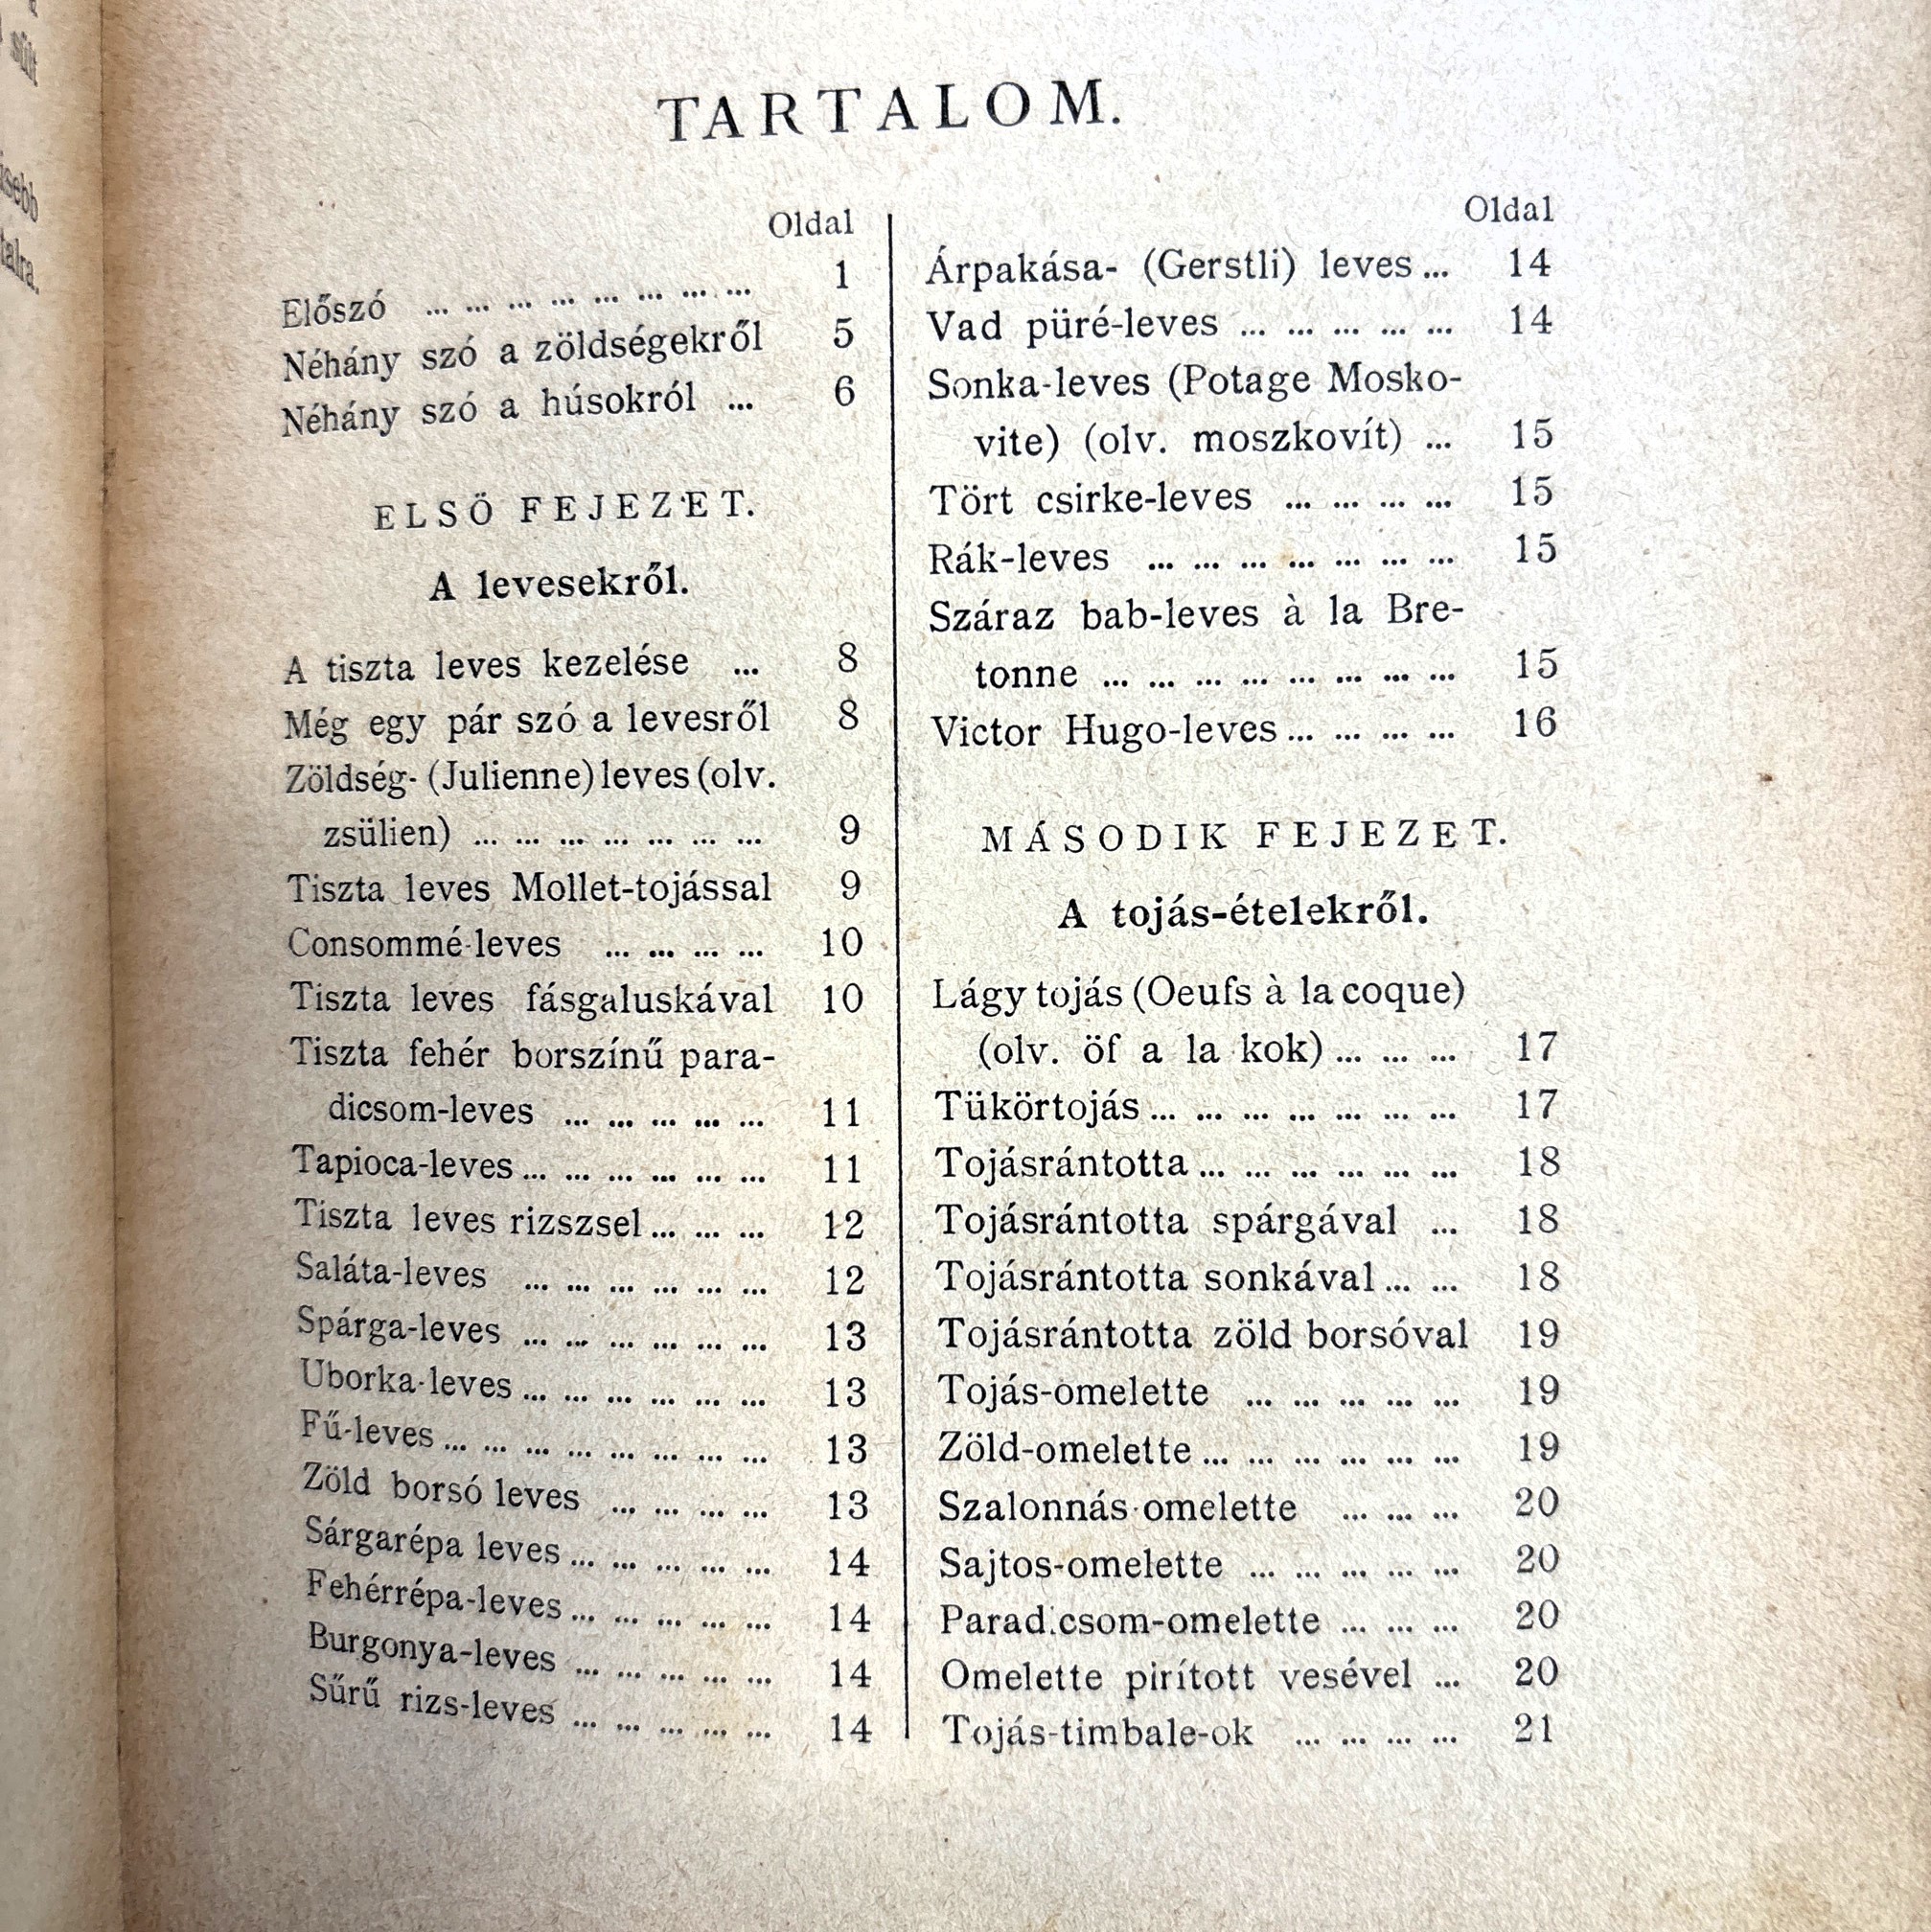 süit
isebb
talra.
TARTALOM.
Oldal
Előszó ... ... ... ... ... ... ... ... 1
Néhány szó a zöldségekről 5
Néhány szó a húsokról ... 6
ELSÖ FEJEZET.
A levesekről.
A tiszta leves kezelése ... 8
Még egy pár szó a levesről 8
Zöldség- (Julienne) leves (olv.
zsülien) ... ... ... ... ... ... ... 9
Tiszta leves Mollet-tojással 9
Consommé-leves ... ... ... ... 10
Tiszta leves fásgaluskával 10
Tiszta fehér borszínű para-
dicsom-leves ... ... ... ... ... 11
Tapioca-leves ... ... ... ... ... ... 11
Tiszta leves rizszsel ... ... ... 12
Saláta-leves ... ... ... ... ... ... 12
Spárga-leves ... ... ... ... ... ... 13
Uborka-leves ... ... ... ... ... ... 13
Fű-leves ... ... ... ... ... ... ... ... 13
Zöld borsó leves ... ... ... ... 13
Sárgarépa leves ... ... ... ... ... 14
Fehérrépa-leves ... ... ... ... ... 14
Burgonya-leves ... ... ... ... ... 14
Sűrű rizs-leves ... ... ... ... ... 14
Oldal
Árpakása- (Gerstli) leves ... 14
Vad püré-leves ... ... ... ... ... 14
Sonka-leves (Potage Mosko-
vite) (olv. moszkovít) ... 15
Tört csirke-leves ... ... ... ... 15
Rák-leves ... ... ... ... ... ... ... 15
Száraz bab-leves à la Bre-
tonne ... ... ... ... ... ... ... ... 15
Victor Hugo-leves ... ... ... ... 16
MÁSODIK FEJEZET.
A tojás-ételekről.
Lágy tojás (Oeufs à la coque)
(olv. öf a la kok) ... ... ... 17
Tükörtojás ... ... ... ... ... ... ... 17
Tojásrántotta ... ... ... ... ... ... 18
Tojásrántotta spárgával ... 18
Tojásrántotta sonkával ... ... 18
Tojásrántotta zöld borsóval 19
Tojás-omelette ... ... ... ... ... 19
Zöld-omelette ... ... ... ... ... ... 19
Szalonnás-omelette ... ... ... 20
Sajtos-omelette ... ... ... ... ... 20
Parad.csom-omelette ... ... ... 20
Omelette pirított vesével ... 20
Tojás-timbale-ok ... ... ... ... 21